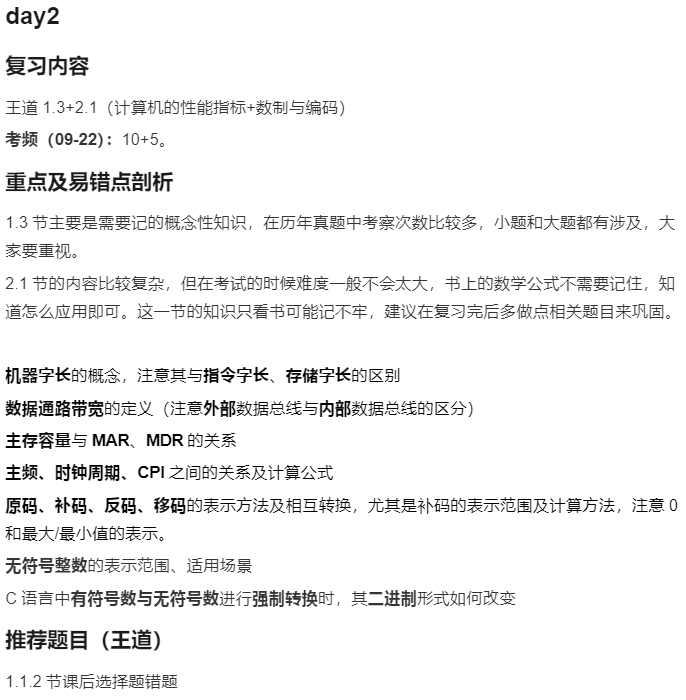 day2
复习内容
王道 1.3+2.1（计算机的性能指标+数制与编码）
考频（09-22）：10+5。
重点及易错点剖析
1.3 节主要是需要记的概念性知识，在历年真题中考察次数比较多，小题和大题都有涉及，大
家要重视。
2.1 节的内容比较复杂，但在考试的时候难度一般不会太大，书上的数学公式不需要记住，知
道怎么应用即可。这一节的知识只看书可能记不牢，建议在复习完后多做点相关题目来巩固。
机器字长的概念，注意其与指令字长、存储字长的区别
数据通路带宽的定义（注意外部数据总线与内部数据总线的区分）
主存容量与 MAR、MDR 的关系
主频、时钟周期、CPI 之间的关系及计算公式
原码、补码、反码、移码的表示方法及相互转换，尤其是补码的表示范围及计算方法，注意 0
和最大/最小值的表示。
无符号整数的表示范围、适用场景
C 语言中有符号数与无符号数进行强制转换时，其二进制形式如何改变
推荐题目（王道）
1.1.2 节课后选择题错题